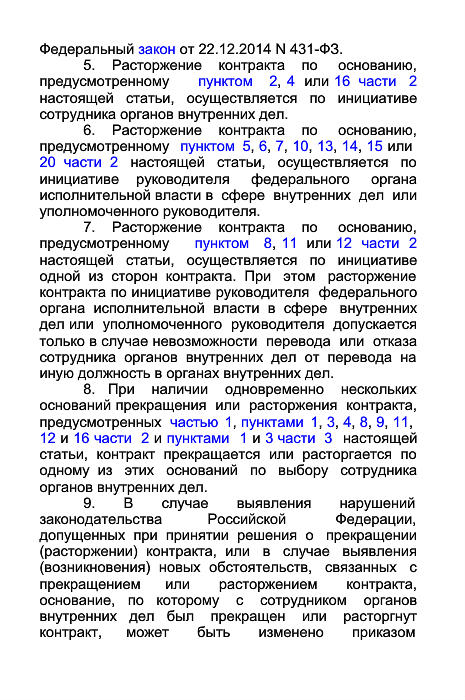 Федеральный закон от 22.12.2014 N 431-ФЗ.
5. Расторжение контракта по основанию,
предусмотренному пунктом 2, 4 или 16 части 2
настоящей статьи, осуществляется по инициативе
сотрудника органов внутренних дел.
6. Расторжение контракта по основанию,
предусмотренному пунктом 5, 6, 7, 10, 13, 14, 15 или
20 части 2 настоящей статьи, осуществляется по
инициативе руководителя федерального органа
исполнительной власти в сфере внутренних дел или
уполномоченного руководителя.
7. Расторжение контракта по основанию,
предусмотренному пунктом 8, 11 или 12 части 2
настоящей статьи, осуществляется по инициативе
одной из сторон контракта. При этом расторжение
контракта по инициативе руководителя федерального
органа исполнительной власти в сфере внутренних
дел или уполномоченного руководителя допускается
только в случае невозможности перевода или отказа
сотрудника органов внутренних дел от перевода на
иную должность в органах внутренних дел.
8. При наличии одновременно нескольких
оснований прекращения или расторжения контракта,
предусмотренных частью 1, пунктами 1, 3, 4, 8, 9, 11,
12 и 16 части 2 и пунктами 1 и 3 части 3 настоящей
статьи, контракт прекращается или расторгается по
одному из этих оснований по выбору сотрудника
органов внутренних дел.
9. В случае выявления нарушений
законодательства Российской Федерации,
допущенных при принятии решения о прекращении
(расторжении) контракта, или в случае выявления
(возникновения) новых обстоятельств, связанных с
прекращением или расторжением контракта,
основание, по которому с сотрудником органов
внутренних дел был прекращен или расторгнут
контракт, может быть изменено приказом